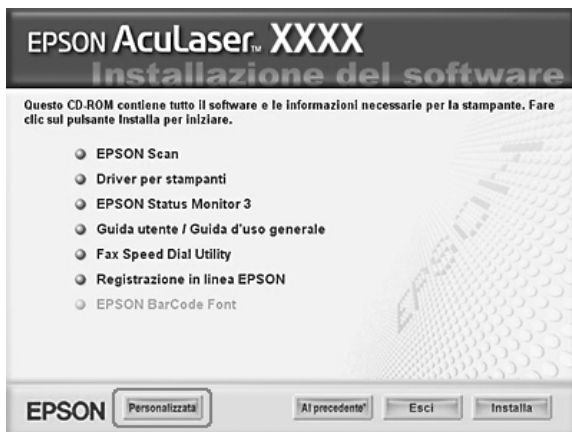 EPSON AcuLaser™ XXXX
Installazione del software
Questo CD-ROM contiene tutto il software e le informazioni necessarie per la stampante. Fare
clic sul pulsante Installa per iniziare.
EPSON Scan
Driver per stampanti
EPSON Status Monitor 3
Guida utente / Guida d'uso generale
Fax Speed Dial Utility
Registrazione in linea EPSON
EPSON BarCode Font
EPSON
EPSON Personalizzata Al precedente" Esci Installa